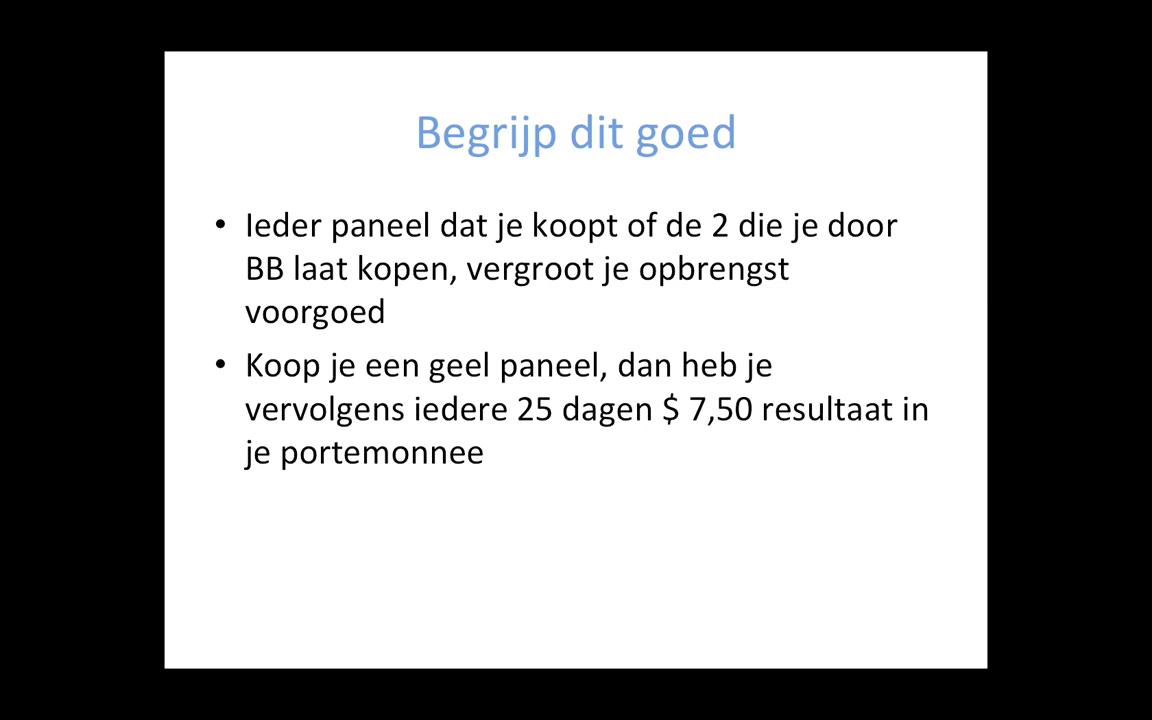 Begrijp dit goed
• Ieder paneel dat je koopt of de 2 die je door
BB laat kopen, vergroot je opbrengst
voorgoed
• Koop je een geel paneel, dan heb je
vervolgens iedere 25 dagen $ 7,50 resultaat in
je portemonnee